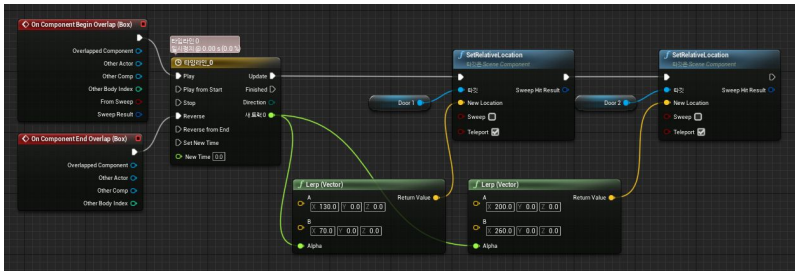 On Component Begin Overlap (Box)
Overlapped Component
Other Actor
Other Comp
Other Body Index
From Sweep
Sweep Result
On Component End Overlap (Box)
Overlapped Component
Other Actor
Other Comp
Other Body Index
타임라인 0
0.00 s (0.0 %)
타임라인_0
Play
Update
Play from Start
Finished
Stop
Direction
Reverse
새 트랙 0
Reverse from End
Set New Time
New Time 0.0
Door 1
SetRelativeLocation
타깃은 Scene Component
타깃
Sweep Hit Result
New Location
Sweep
Teleport
Door 2
SetRelativeLocation
타깃은 Scene Component
타깃
Sweep Hit Result
New Location
Sweep
Teleport
Lerp (Vector)
A
Return Value
X 130.0 Y 0.0 Z 0.0
B
X 70.0 Y 0.0 Z 0.0
Alpha
Lerp (Vector)
A
Return Value
X 200.0 Y 0.0 Z 0.0
B
X 260.0 Y 0.0 Z 0.0
Alpha